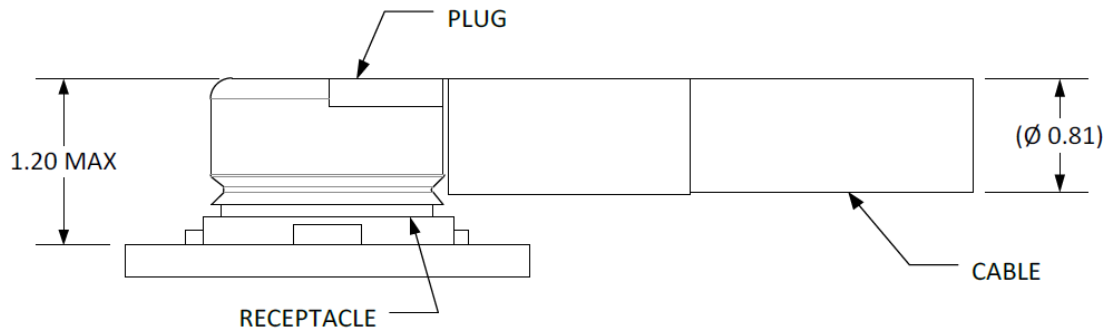 PLUG
1.20 MAX
(Ø 0.81)
CABLE
RECEPTACLE